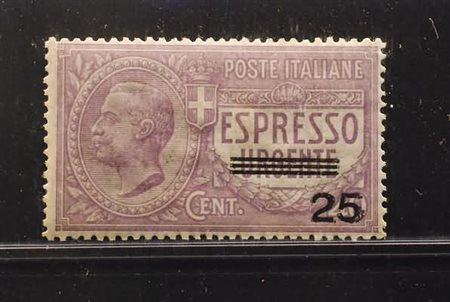 POSTE ITALIANE
ESPRESSO
URGENTE
CENT. 25